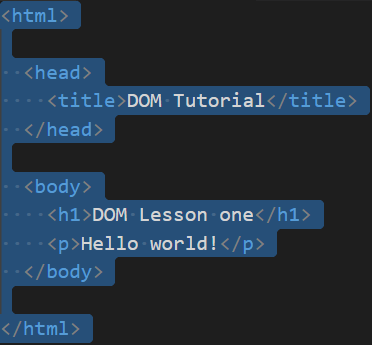 <html>
<head>
<title>DOM Tutorial</title>
</head>
<body>
<h1>DOM Lesson one</h1>
<p>Hello world!</p>
</body>
</html>